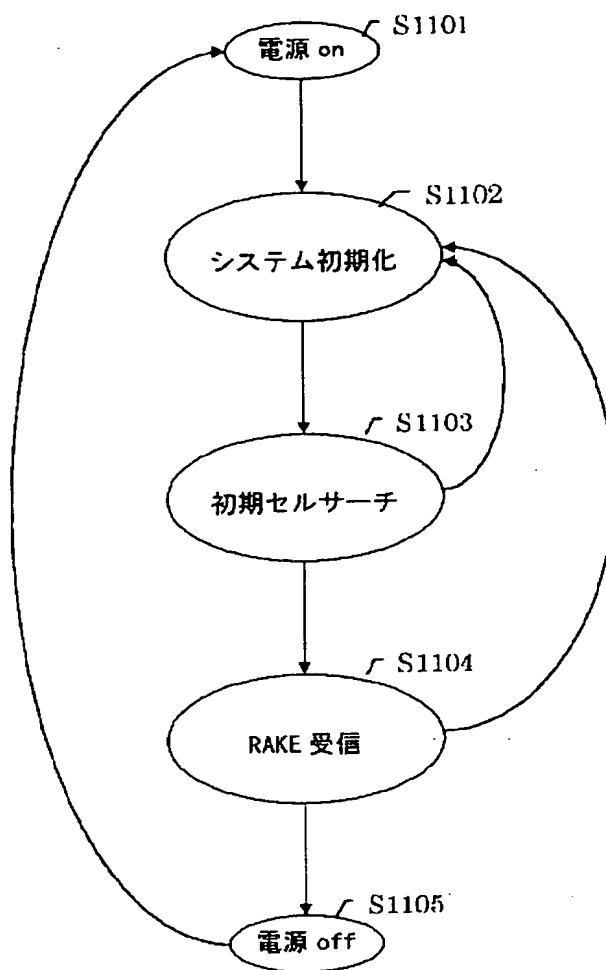 S1101
電源 on
S1102
システム初期化
S1103
初期セルサーチ
S1104
RAKE 受信
S1105
電源 off